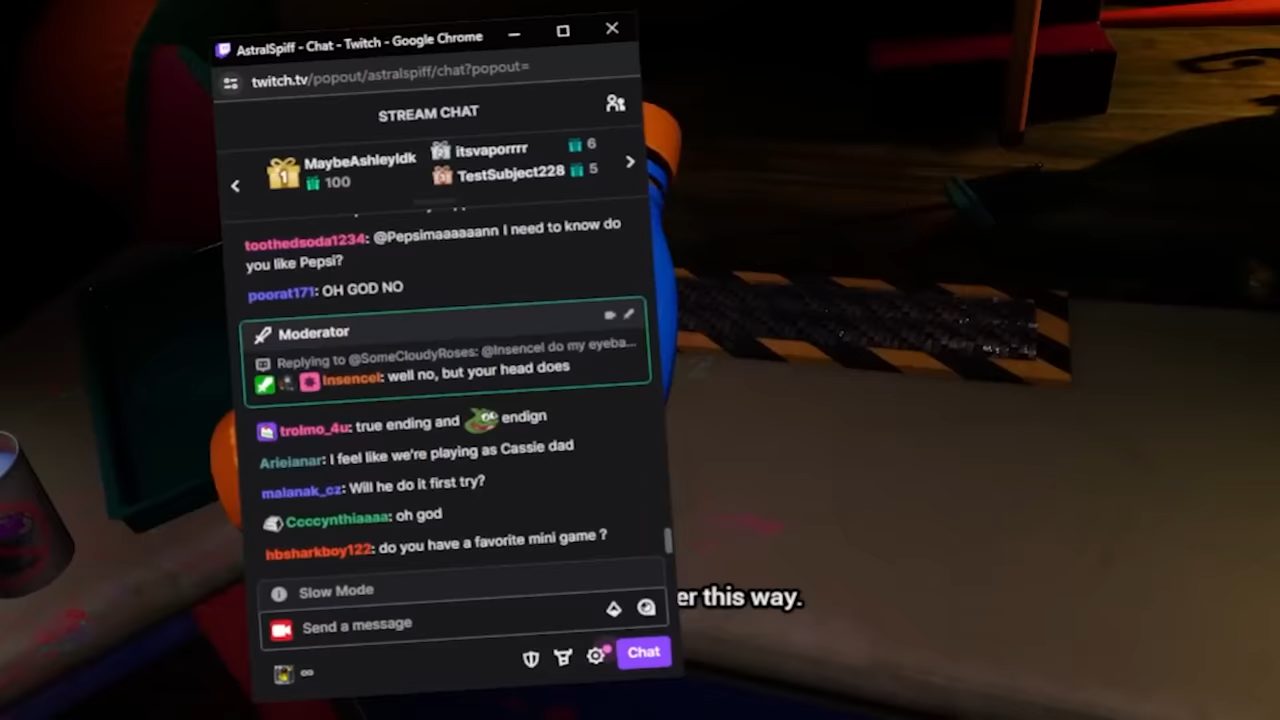 AstralSpiff - Chat - Twitch - Google Chrome
twitch.tv/popout/astralspiff/chat?popout=
STREAM CHAT
1 MaybeAshleyIdk 100
itsvaporrrr 6
TestSubject228 5
toothedsoda1234: @Pepsimaaaaaann I need to know do
you like Pepsi?
poorat171: OH GOD NO
Moderator
Replying to @SomeCloudyRoses: @Insencel do my eyeba...
Insencel: well no, but your head does
trolmo_4u: true ending and endign
Arieianar: I feel like we're playing as Cassie dad
malanak_cz: Will he do it first try?
Ccccynthiaaaa: oh god
hbsharkboy122: do you have a favorite mini game ?
Slow Mode
Send a message
∞
Chat
er this way.